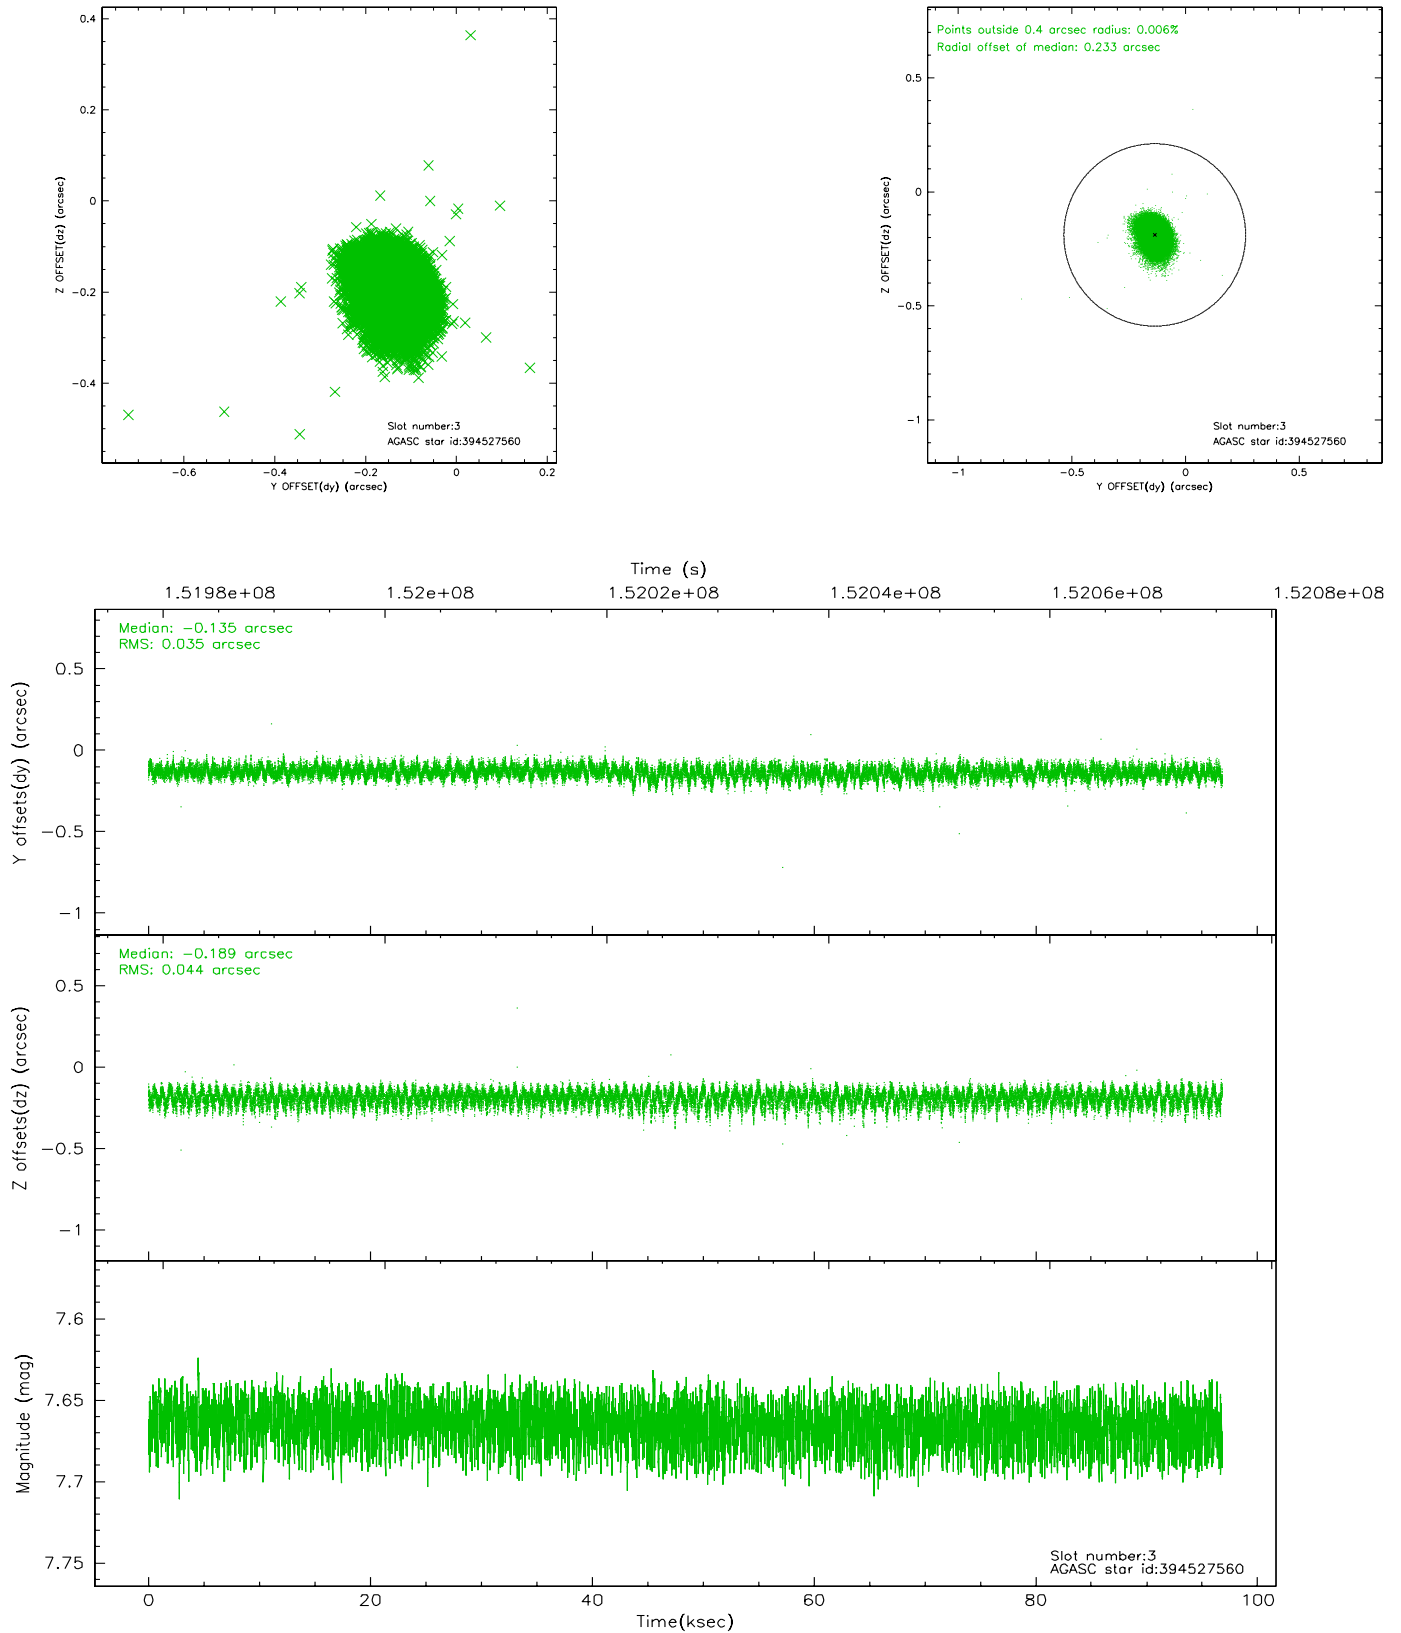 0.4
0.2
0
−0.2
−0.4
Z OFFSET(dz) (arcsec)
Slot number:3
AGASC star id:394527560
−0.6 −0.4 −0.2 0 0.2
Y OFFSET(dy) (arcsec)
Points outside 0.4 arcsec radius: 0.006%
Radial offset of median: 0.233 arcsec
0.5
0
−0.5
−1
Z OFFSET(dz) (arcsec)
Slot number:3
AGASC star id:394527560
−1 −0.5 0 0.5
Y OFFSET(dy) (arcsec)
Time (s)
1.5198e+08 1.52e+08 1.5202e+08 1.5204e+08 1.5206e+08 1.5208e+08
Median: −0.135 arcsec
RMS: 0.035 arcsec
0.5
0
−0.5
−1
Y offsets(dy) (arcsec)
Median: −0.189 arcsec
RMS: 0.044 arcsec
0.5
0
−0.5
−1
Z offsets(dz) (arcsec)
7.6
7.65
7.7
7.75
Magnitude (mag)
Slot number:3
AGASC star id:394527560
0 20 40 60 80 100
Time(ksec)